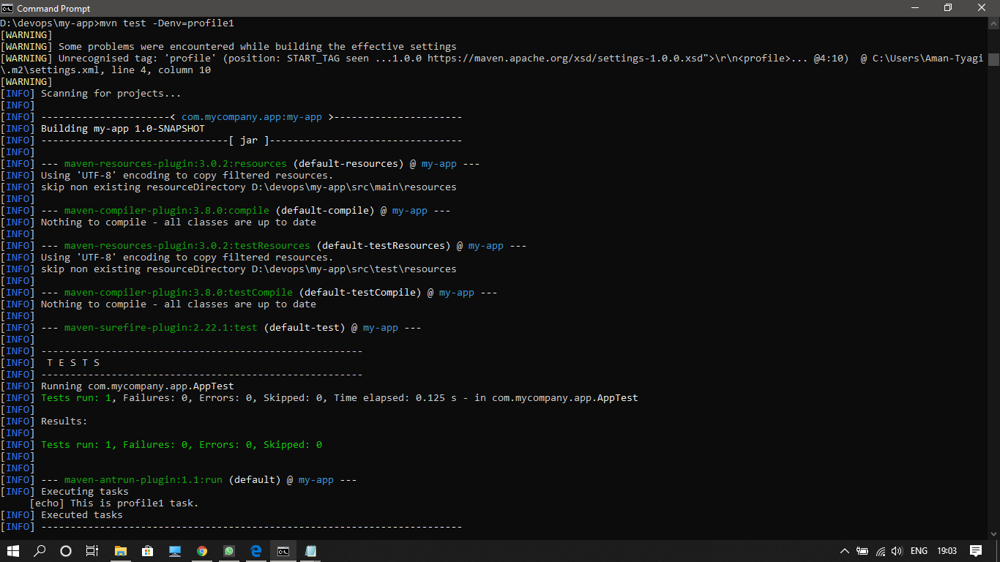 Command Prompt
D:\devops\my-app>mvn test -Denv=profile1
[WARNING]
[WARNING] Some problems were encountered while building the effective settings
[WARNING] Unrecognised tag: 'profile' (position: START_TAG seen ...1.0.0 https://maven.apache.org/xsd/settings-1.0.0.xsd">\r\n<profile>... @4:10)  @ C:\Users\Aman-Tyagi
\.m2\settings.xml, line 4, column 10
[WARNING]
[INFO] Scanning for projects...
[INFO]
[INFO] ----------------------< com.mycompany.app:my-app >----------------------
[INFO] Building my-app 1.0-SNAPSHOT
[INFO] --------------------------------[ jar ]---------------------------------
[INFO]
[INFO] --- maven-resources-plugin:3.0.2:resources (default-resources) @ my-app ---
[INFO] Using 'UTF-8' encoding to copy filtered resources.
[INFO] skip non existing resourceDirectory D:\devops\my-app\src\main\resources
[INFO]
[INFO] --- maven-compiler-plugin:3.8.0:compile (default-compile) @ my-app ---
[INFO] Nothing to compile - all classes are up to date
[INFO]
[INFO] --- maven-resources-plugin:3.0.2:testResources (default-testResources) @ my-app ---
[INFO] Using 'UTF-8' encoding to copy filtered resources.
[INFO] skip non existing resourceDirectory D:\devops\my-app\src\test\resources
[INFO]
[INFO] --- maven-compiler-plugin:3.8.0:testCompile (default-testCompile) @ my-app ---
[INFO] Nothing to compile - all classes are up to date
[INFO]
[INFO] --- maven-surefire-plugin:2.22.1:test (default-test) @ my-app ---
[INFO]
[INFO] -------------------------------------------------------
[INFO]  T E S T S
[INFO] -------------------------------------------------------
[INFO] Running com.mycompany.app.AppTest
[INFO] Tests run: 1, Failures: 0, Errors: 0, Skipped: 0, Time elapsed: 0.125 s - in com.mycompany.app.AppTest
[INFO]
[INFO] Results:
[INFO]
[INFO] Tests run: 1, Failures: 0, Errors: 0, Skipped: 0
[INFO]
[INFO]
[INFO] --- maven-antrun-plugin:1.1:run (default) @ my-app ---
[INFO] Executing tasks
     [echo] This is profile1 task.
[INFO] Executed tasks
[INFO] ------------------------------------------------------------------------
ENG 19:03